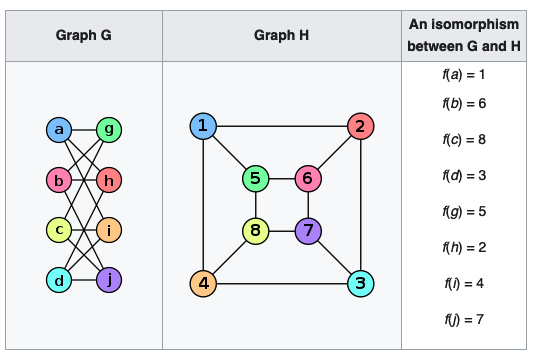 Graph G
Graph H
An isomorphism
between G and H
a g
b h
c i
d j
1 2
5 6
8 7
4 3
f(a) = 1
f(b) = 6
f(c) = 8
f(d) = 3
f(g) = 5
f(h) = 2
f(i) = 4
f(j) = 7